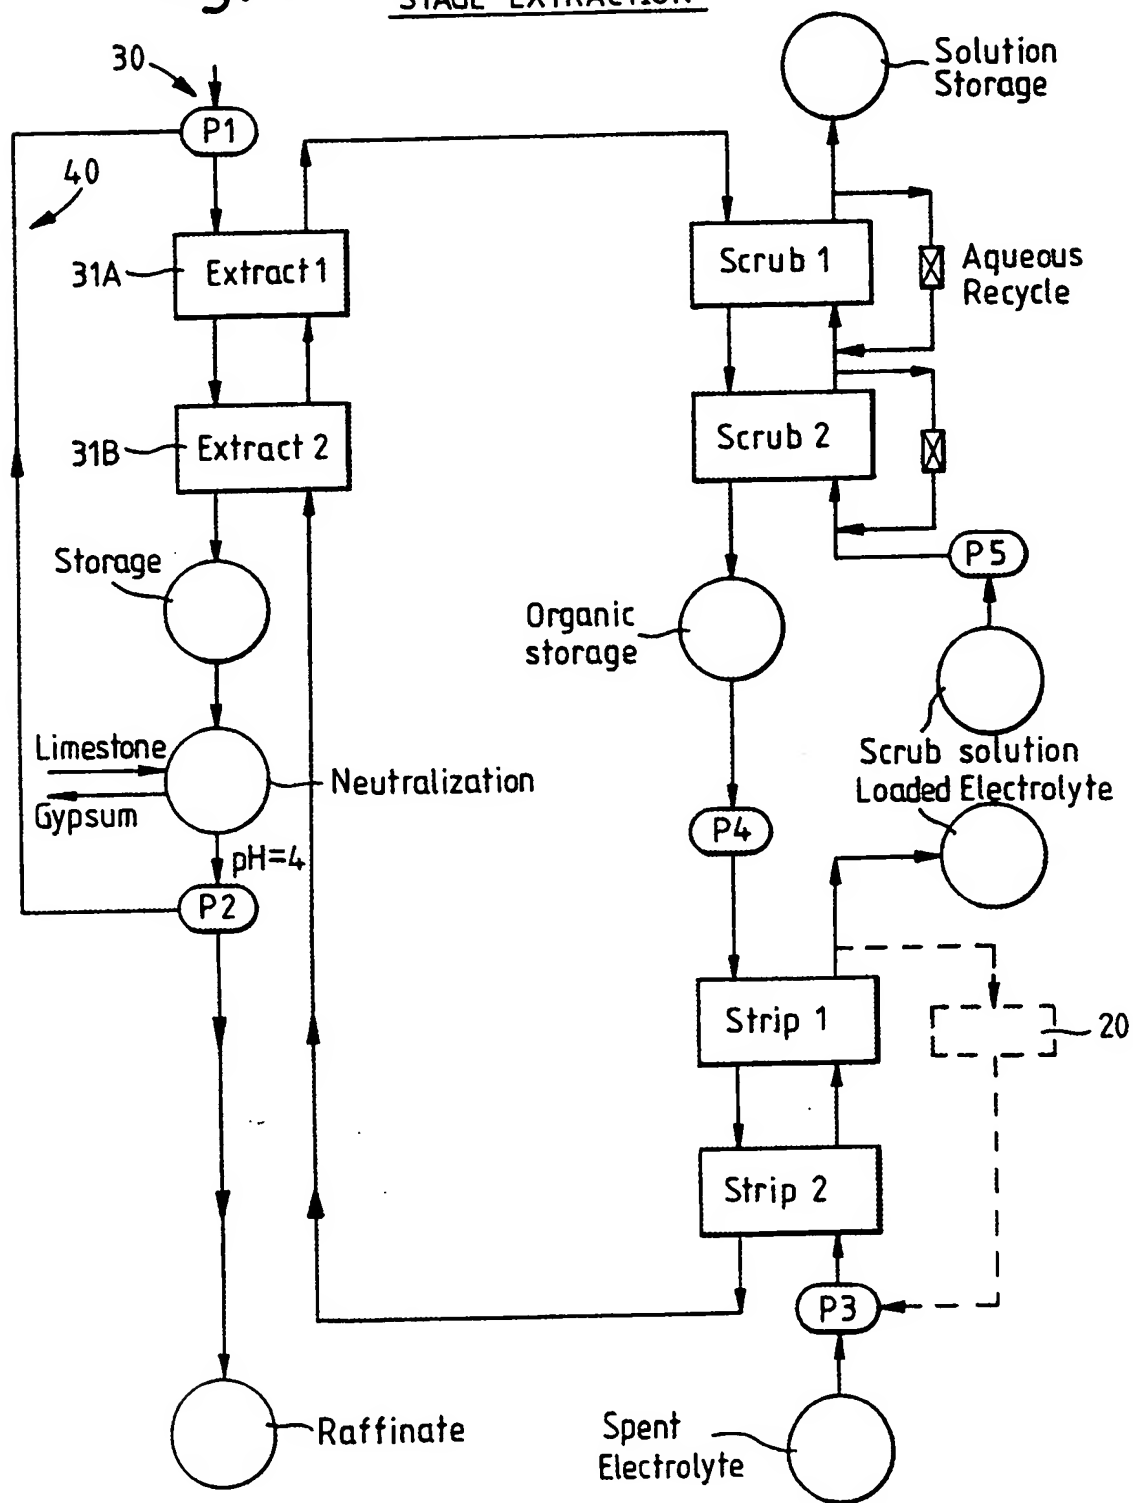 STAGE EXTRACTION
30
P1
40
31A
Extract 1
31B
Extract 2
Storage
Limestone
Gypsum
Neutralization
pH=4
P2
Raffinate
Solution
Storage
Scrub 1
Aqueous
Recycle
Scrub 2
P5
Organic
storage
Scrub solution
Loaded Electrolyte
P4
Strip 1
20
Strip 2
P3
Spent
Electrolyte